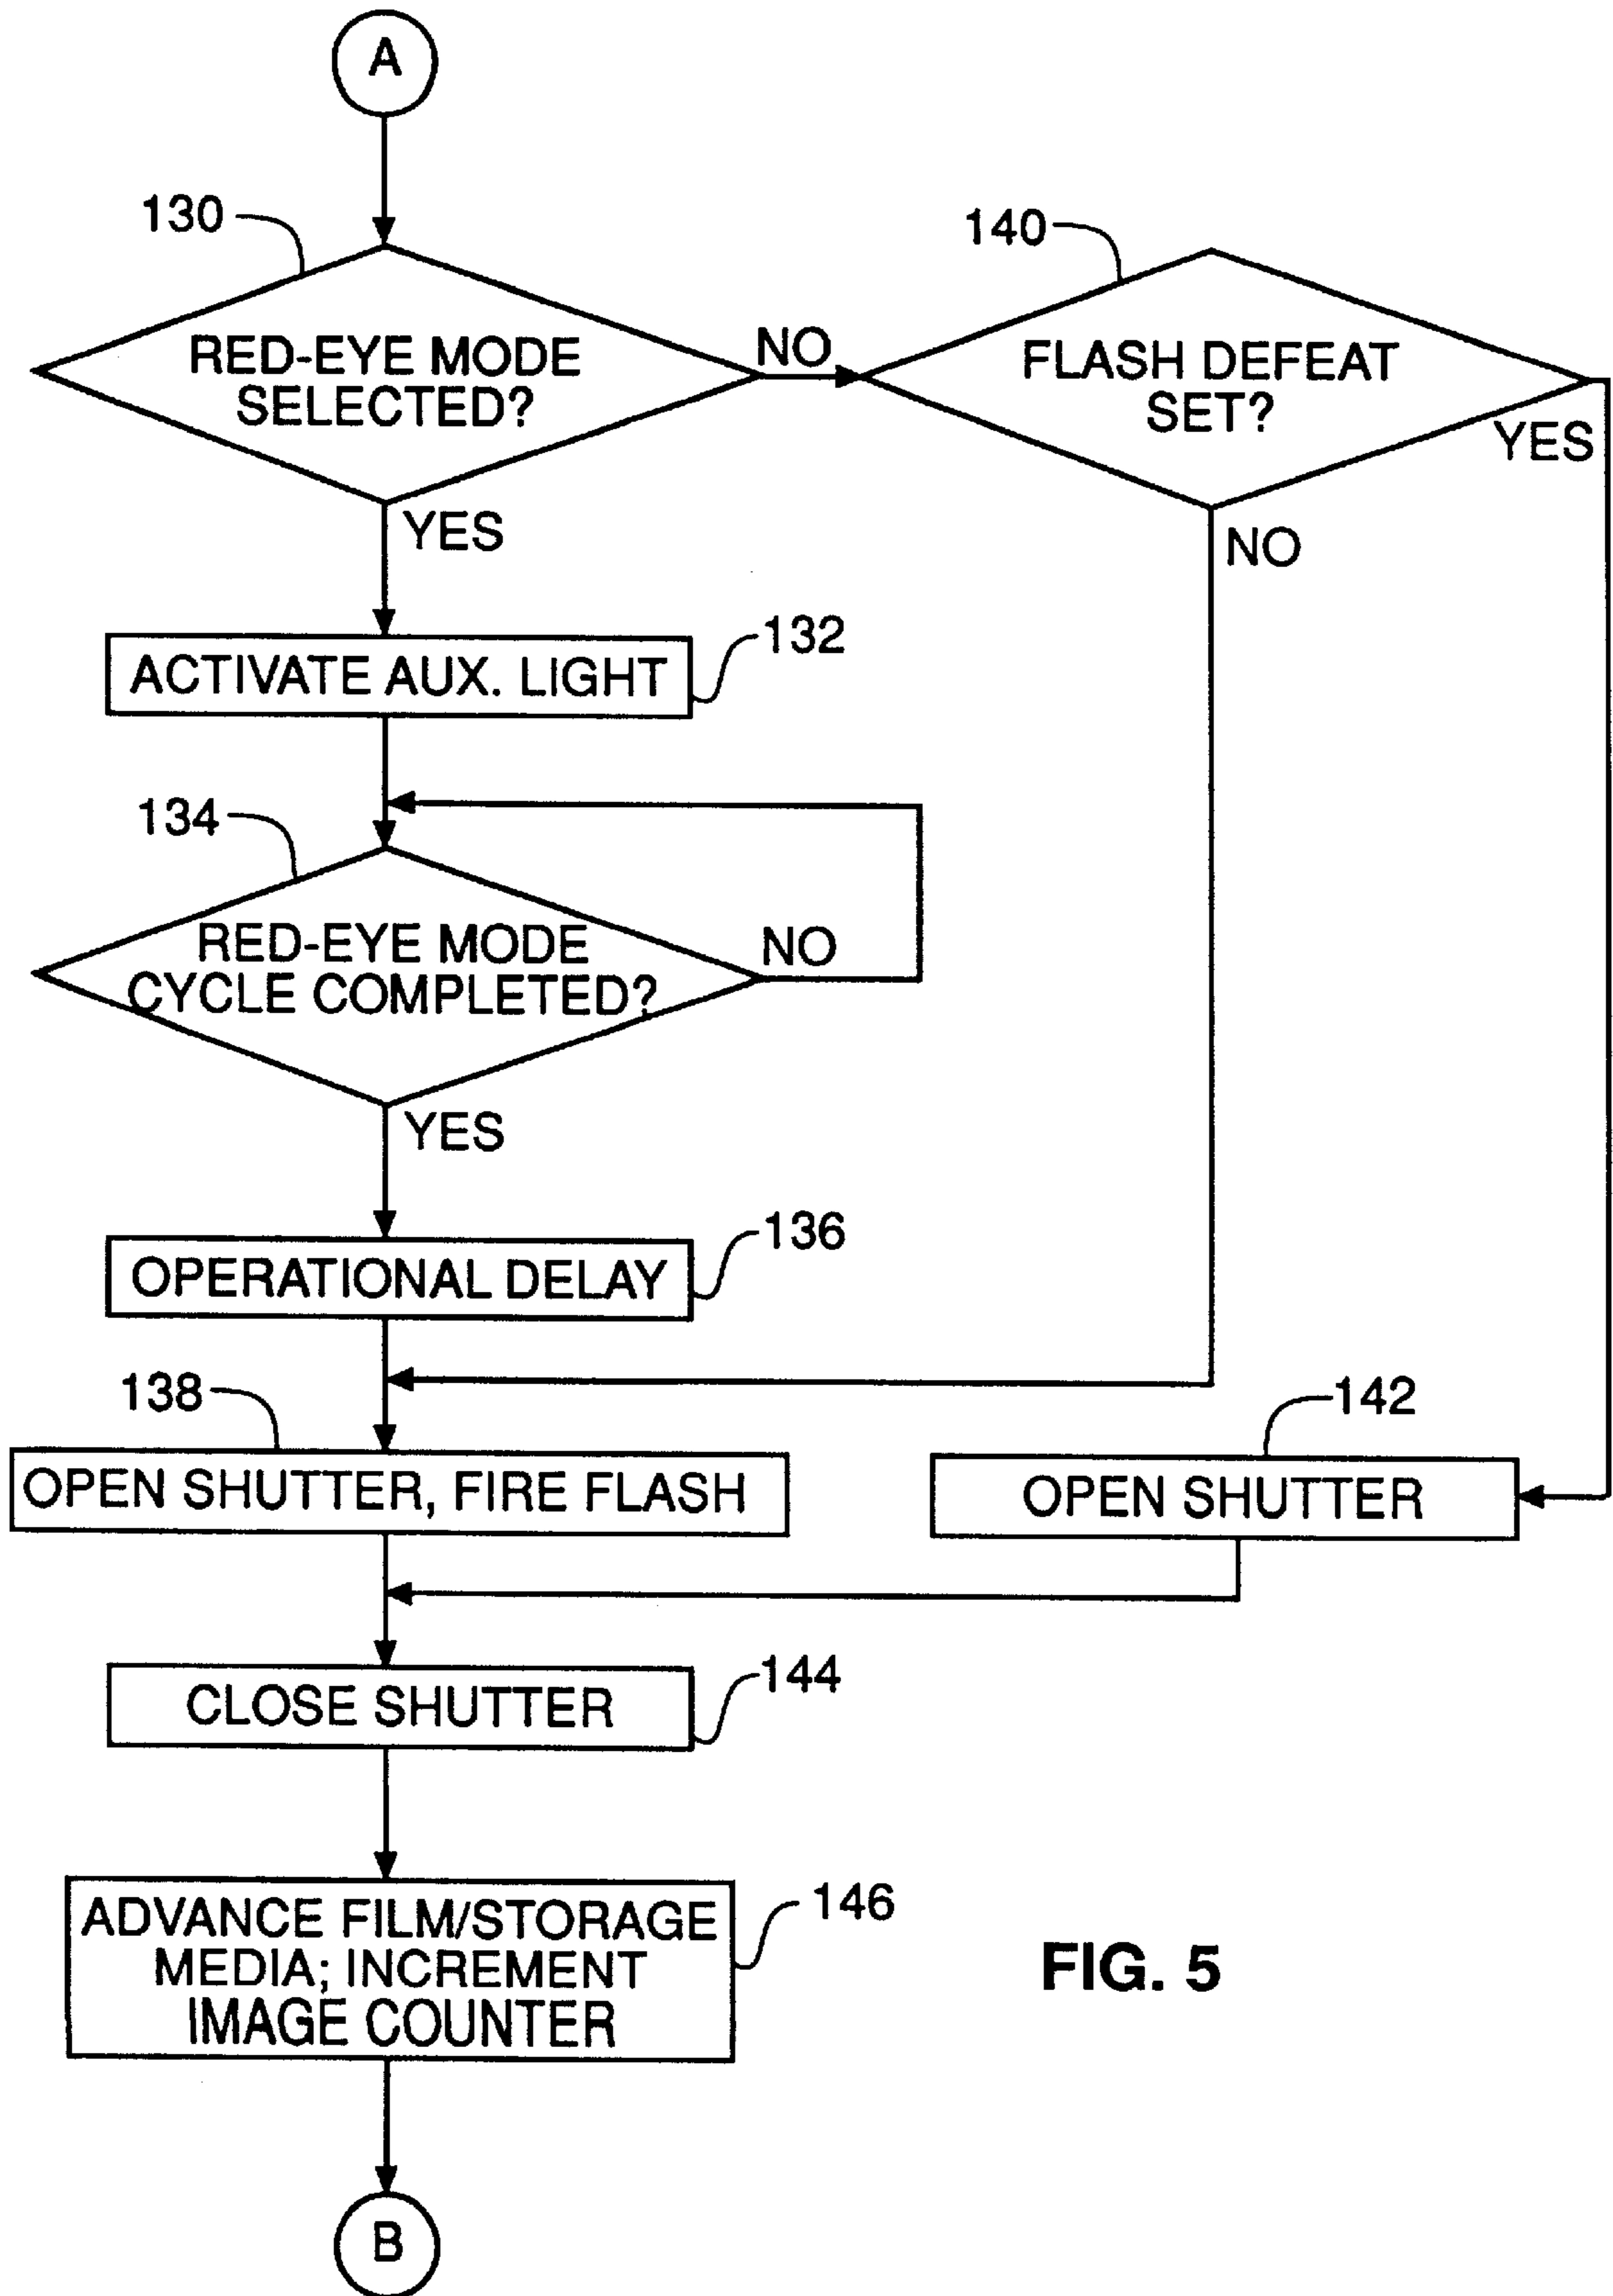 A
130
140
RED-EYE MODE
SELECTED?
NO
FLASH DEFEAT
SET?
YES
YES
NO
ACTIVATE AUX. LIGHT
132
134
RED-EYE MODE
CYCLE COMPLETED?
NO
YES
OPERATIONAL DELAY
136
138
142
OPEN SHUTTER, FIRE FLASH
OPEN SHUTTER
CLOSE SHUTTER
144
ADVANCE FILM/STORAGE
MEDIA; INCREMENT
IMAGE COUNTER
146
FIG. 5
B